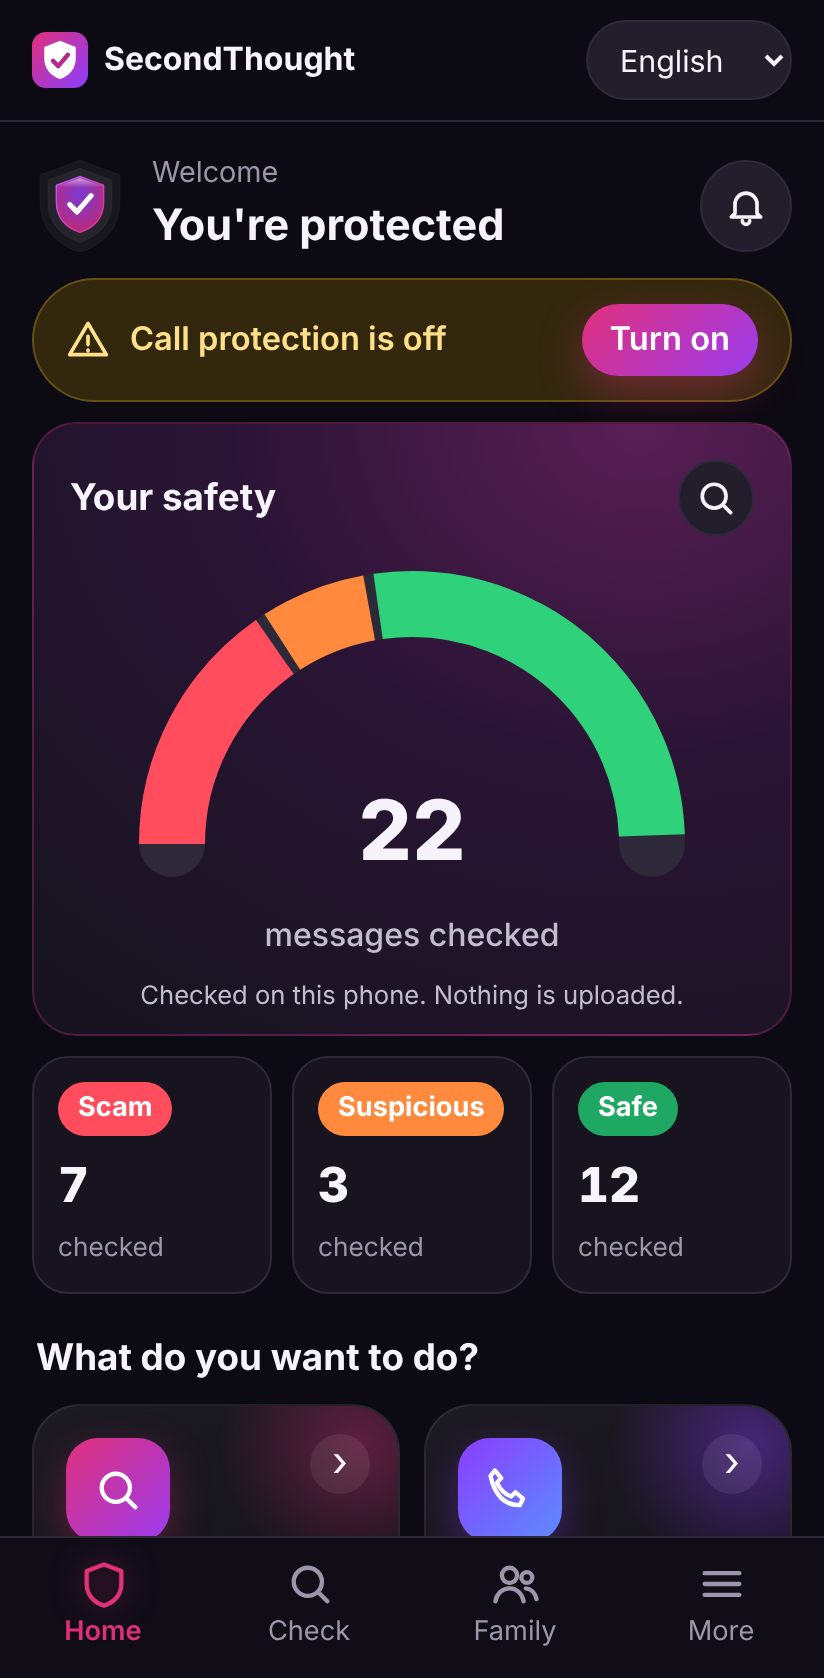 SecondThought
English
Welcome
You're protected
Call protection is off
Turn on
Your safety
22
messages checked
Checked on this phone. Nothing is uploaded.
Scam
Suspicious
Safe
7
3
12
checked
checked
checked
What do you want to do?
Home
Check
Family
More